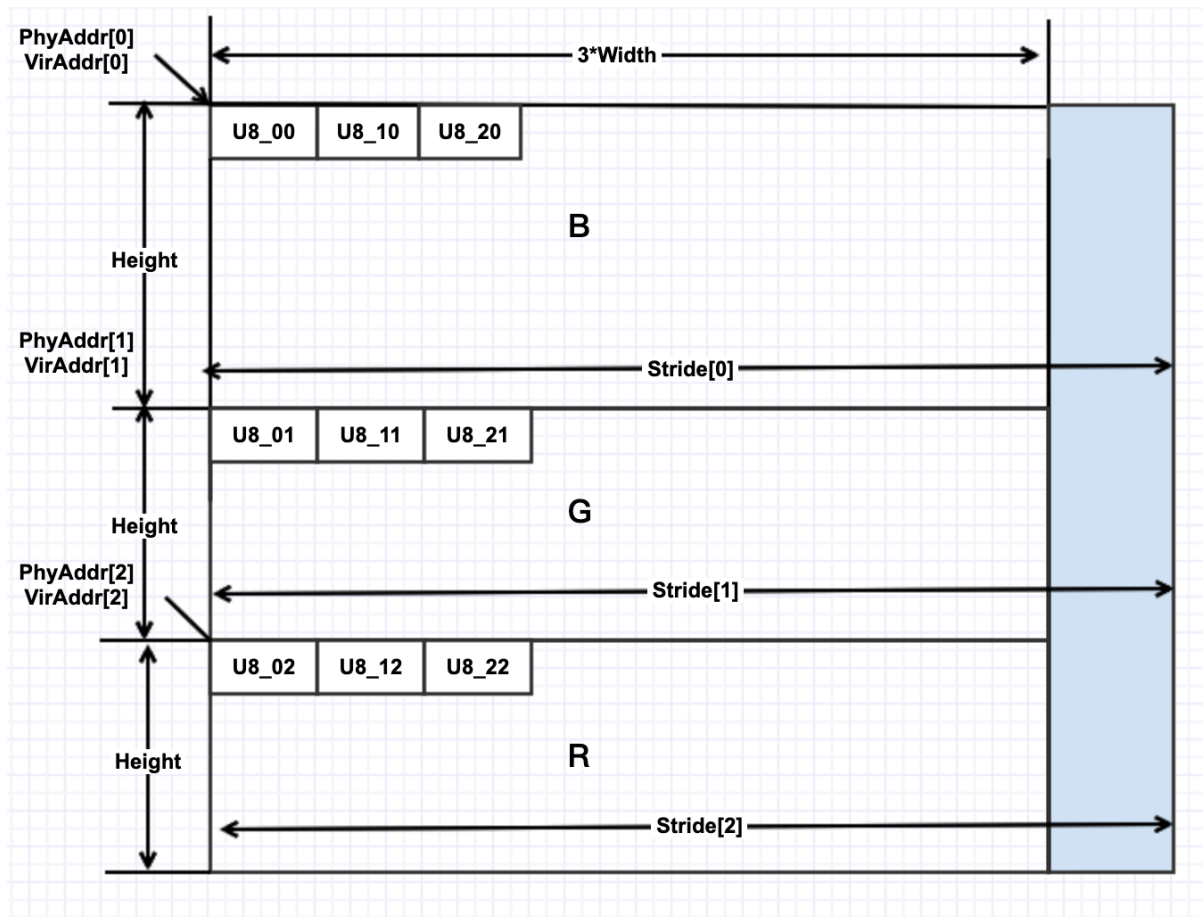 PhyAddr[0]
VirAddr[0]
3*Width
U8_00 U8_10 U8_20
B
Height
PhyAddr[1]
VirAddr[1]
Stride[0]
U8_01 U8_11 U8_21
G
Height
PhyAddr[2]
VirAddr[2]
Stride[1]
U8_02 U8_12 U8_22
R
Height
Stride[2]